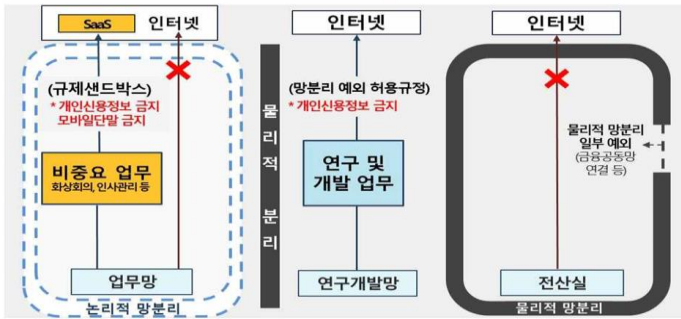 SaaS 인터넷
(규제샌드박스)
* 개인신용정보 금지
모바일단말 금지
비중요 업무
화상회의, 인사관리 등
업무망
논리적 망분리
물리적 분리
인터넷
(망분리 예외 허용규정)
* 개인신용정보 금지
연구 및
개발 업무
연구개발망
인터넷
물리적 망분리
일부 예외
(금융공동망
연결 등)
전산실
물리적 망분리